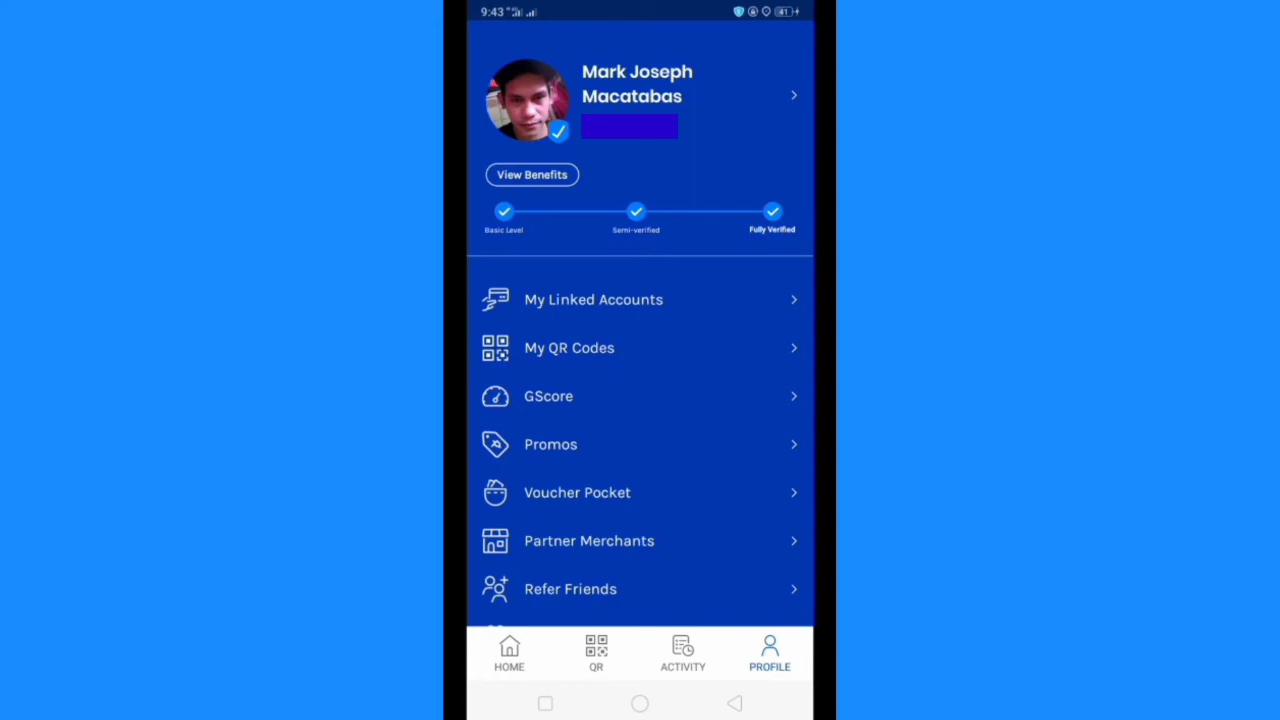 9:43
41
Mark Joseph
Macatabas
View Benefits
Basic Level
Semi-verified
Fully Verified
My Linked Accounts
My QR Codes
GScore
Promos
Voucher Pocket
Partner Merchants
Refer Friends
HOME
QR
ACTIVITY
PROFILE